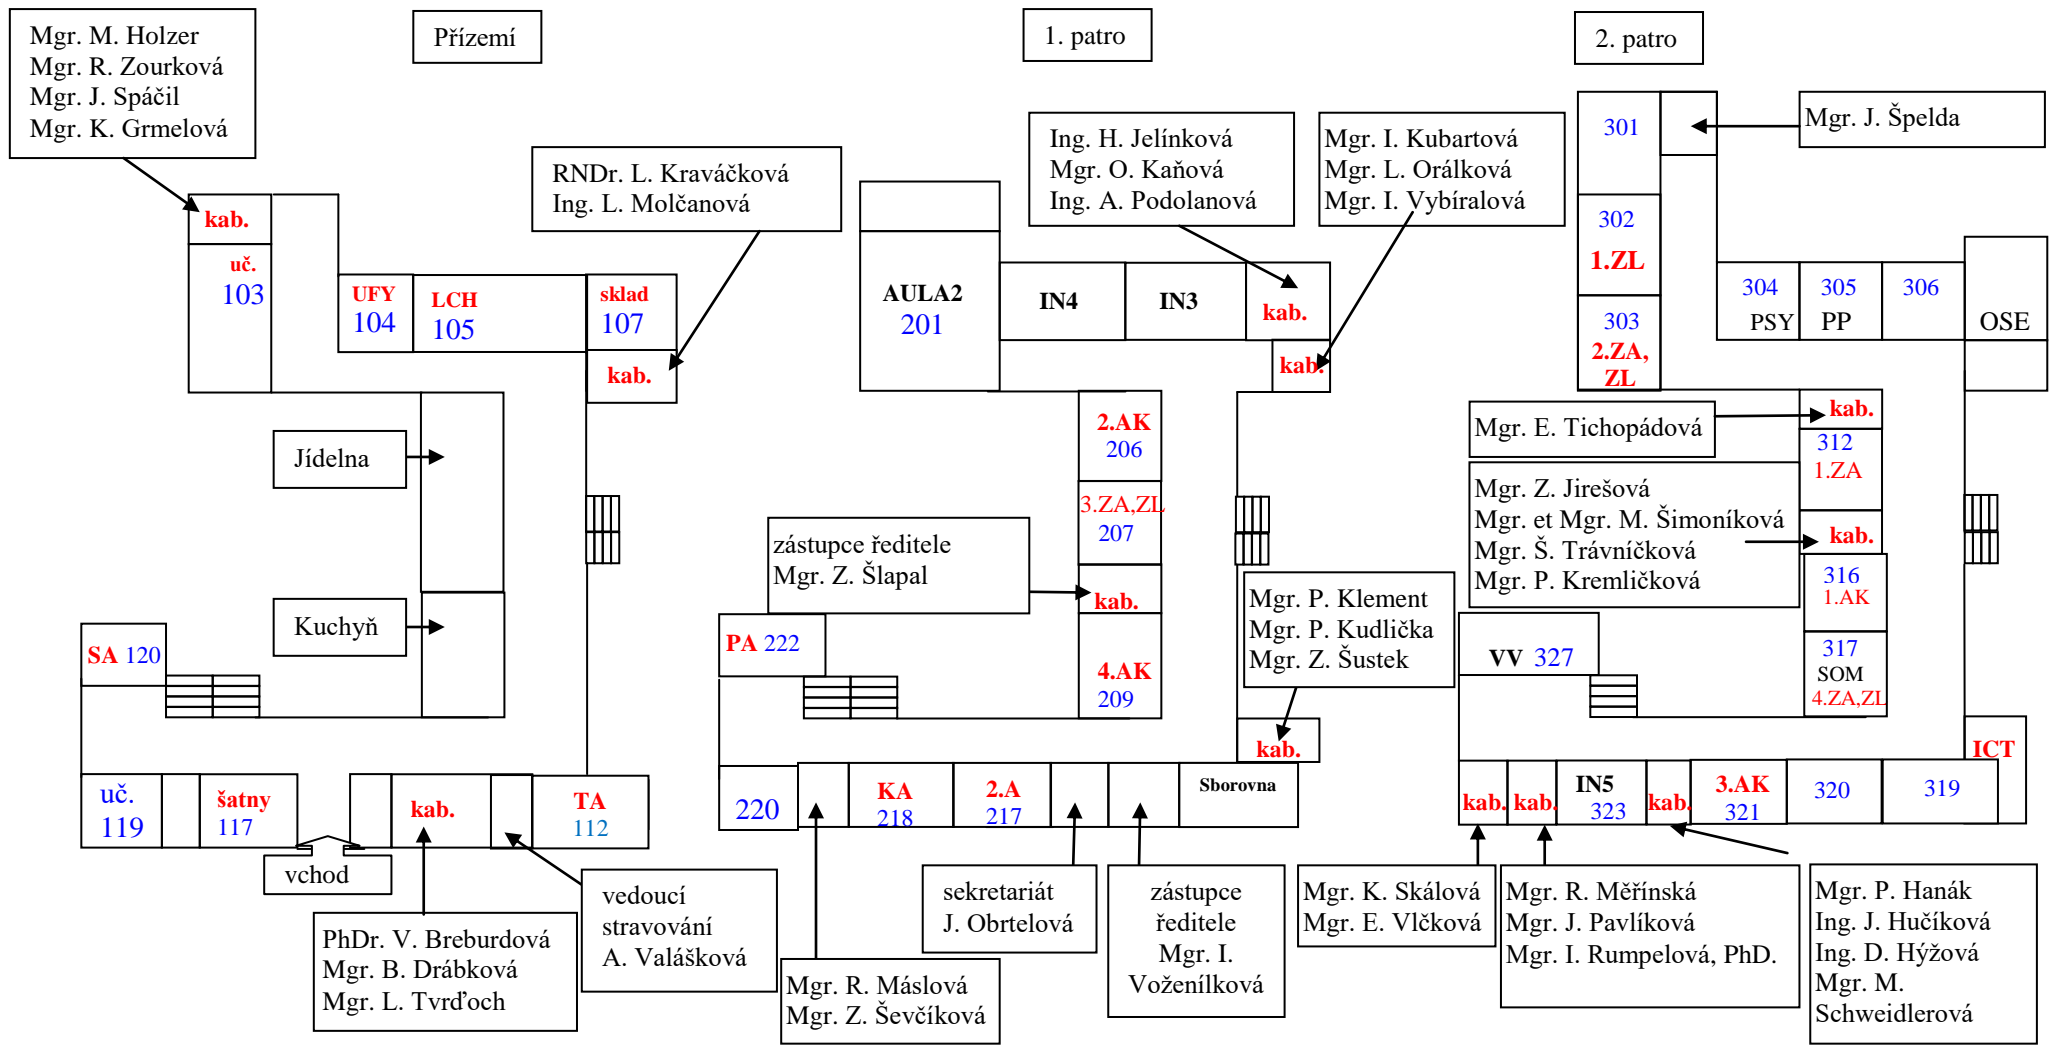 Přízemí
Mgr. M. Holzer
Mgr. R. Zourková
Mgr. J. Spáčil
Mgr. K. Grmelová
RNDr. L. Kraváčková
Ing. L. Molčanová
kab.
uč.
103
UFY
104
LCH
105
sklad
107
kab.
Jídelna
Kuchyň
SA 120
uč.
119
šatny
117
vchod
kab.
TA
112
PhDr. V. Breburdová
Mgr. B. Drábková
Mgr. L. Tvrďoch
vedoucí
stravování
A. Valášková
1. patro
Ing. H. Jelínková
Mgr. O. Kaňová
Ing. A. Podolanová
Mgr. I. Kubartová
Mgr. L. Orálková
Mgr. I. Vybíralová
AULA2
201
IN4
IN3
kab.
kab.
2.AK
206
3.ZA,ZL
207
zástupce ředitele
Mgr. Z. Šlapal
kab.
PA 222
4.AK
209
Mgr. P. Klement
Mgr. P. Kudlička
Mgr. Z. Šustek
kab.
220
KA
218
2.A
217
Sborovna
Mgr. R. Máslová
Mgr. Z. Ševčíková
sekretariát
J. Obrtelová
zástupce
ředitele
Mgr. I.
Voženílková
2. patro
301
Mgr. J. Špelda
302
1.ZL
303
2.ZA,
ZL
304
PSY
305
PP
306
OSE
Mgr. E. Tichopádová
kab.
312
1.ZA
Mgr. Z. Jirešová
Mgr. et Mgr. M. Šimoníková
Mgr. Š. Trávníčková
Mgr. P. Kremličková
kab.
316
1.AK
317
SOM
4.ZA,ZL
VV 327
ICT
kab.
kab.
IN5
323
kab.
3.AK
321
320
319
Mgr. K. Skálová
Mgr. E. Vlčková
Mgr. R. Měřínská
Mgr. J. Pavlíková
Mgr. I. Rumpelová, PhD.
Mgr. P. Hanák
Ing. J. Hučíková
Ing. D. Hýžová
Mgr. M.
Schweidlerová